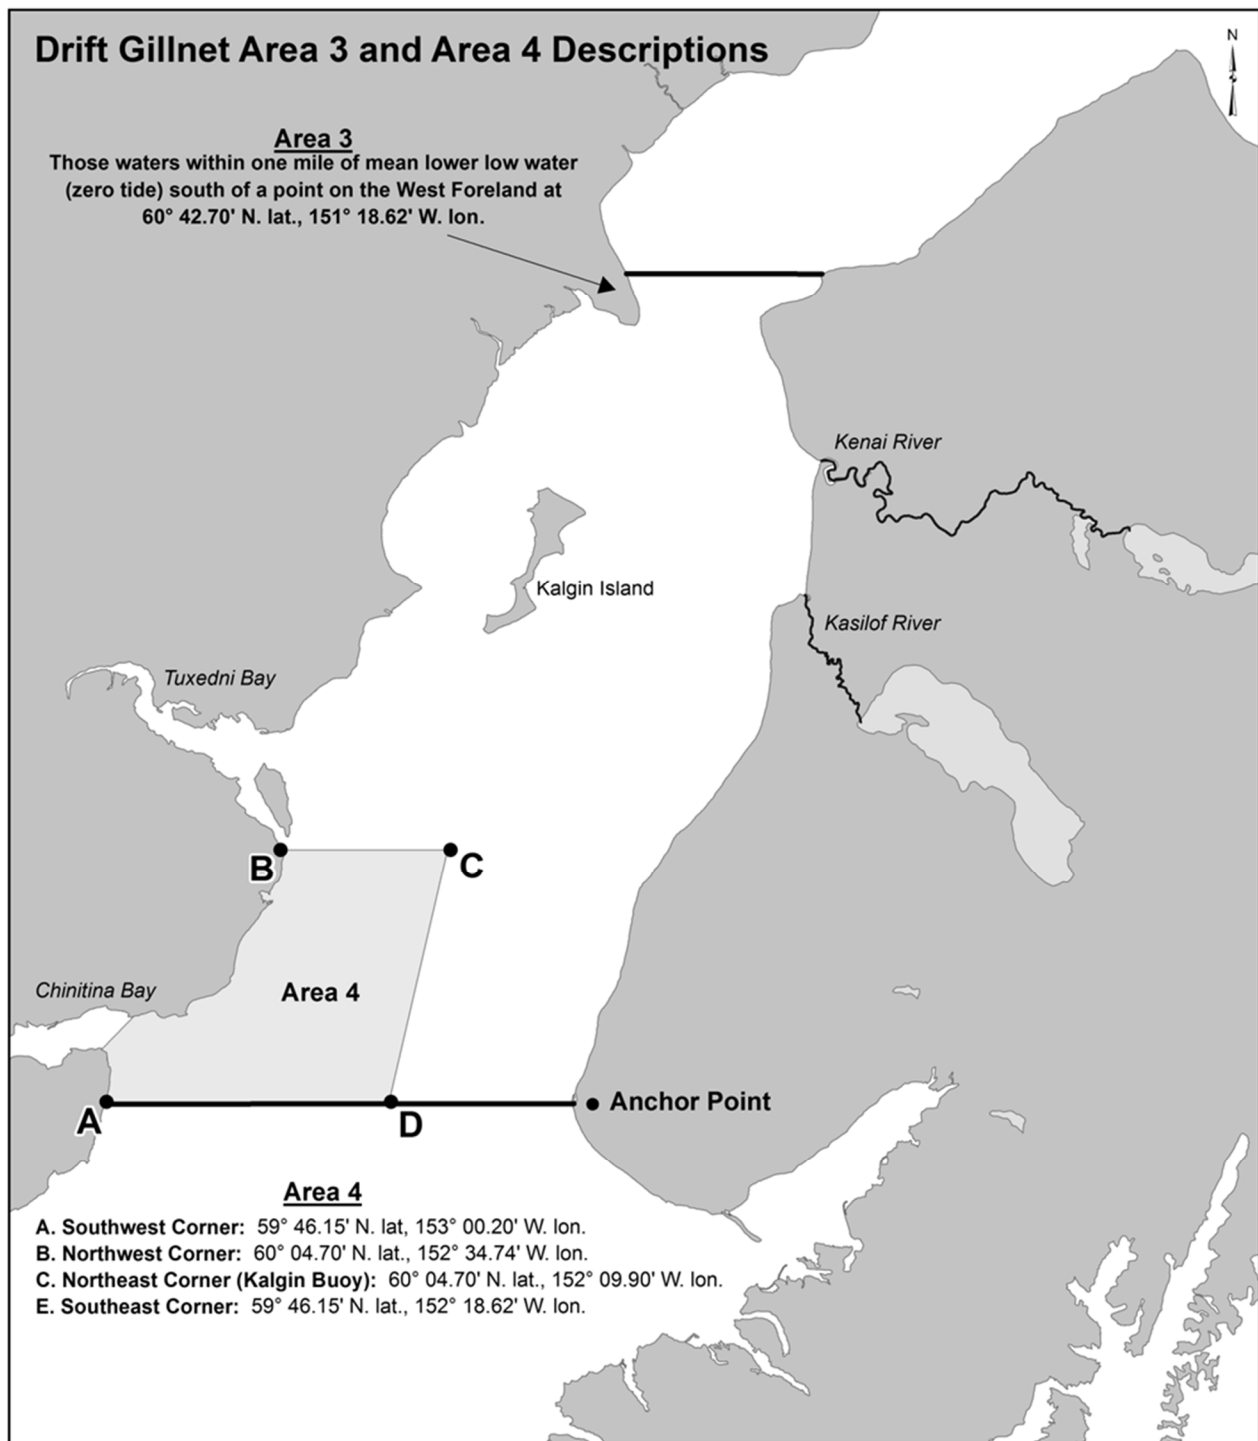 Drift Gillnet Area 3 and Area 4 Descriptions
N
Area 3
Those waters within one mile of mean lower low water
(zero tide) south of a point on the West Foreland at
60° 42.70' N. lat., 151° 18.62' W. lon.
Kenai River
Kalgin Island
Kasilof River
Tuxedni Bay
B
C
Chinitina Bay
Area 4
A
D
Anchor Point
Area 4
A. Southwest Corner: 59° 46.15' N. lat, 153° 00.20' W. lon.
B. Northwest Corner: 60° 04.70' N. lat., 152° 34.74' W. lon.
C. Northeast Corner (Kalgin Buoy): 60° 04.70' N. lat., 152° 09.90' W. lon.
E. Southeast Corner: 59° 46.15' N. lat., 152° 18.62' W. lon.